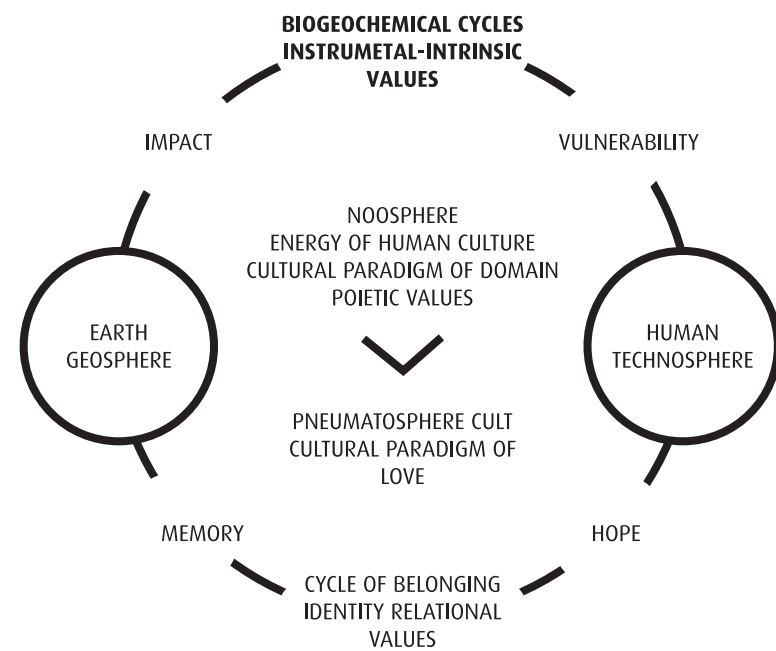 BIOGEOCHEMICAL CYCLES
INSTRUMETAL-INTRINSIC
VALUES
IMPACT
VULNERABILITY
NOOSPHERE
ENERGY OF HUMAN CULTURE
CULTURAL PARADIGM OF DOMAIN
POIETIC VALUES
EARTH
GEOSPHERE
HUMAN
TECHNOSPHERE
PNEUMATOSPHERE CULT
CULTURAL PARADIGM OF
LOVE
MEMORY
HOPE
CYCLE OF BELONGING
IDENTITY RELATIONAL
VALUES